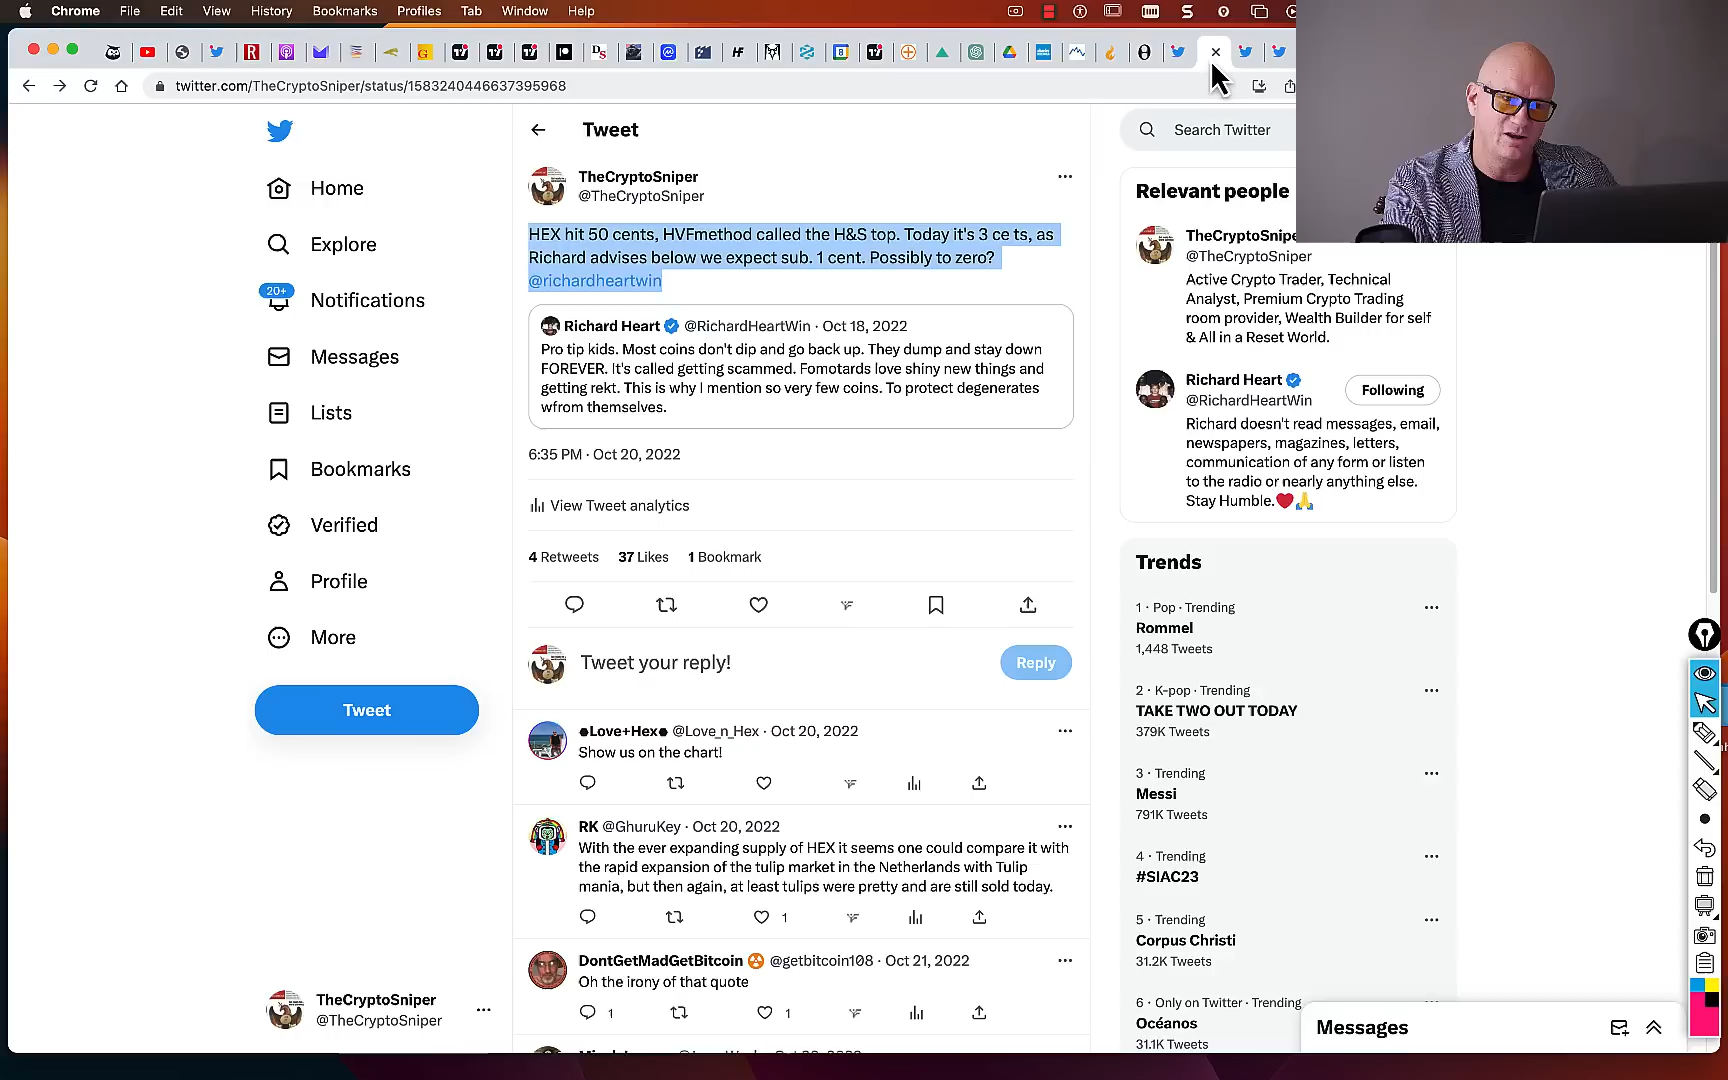 Chrome File Edit View History Bookmarks Profiles Tab Window Help
twitter.com/TheCryptoSniper/status/1583240446637395968
Home
Explore
20+
Notifications
Messages
Lists
Bookmarks
Verified
Profile
More
Tweet
TheCryptoSniper
@TheCryptoSniper
Tweet
TheCryptoSniper
@TheCryptoSniper
HEX hit 50 cents, HVFmethod called the H&S top. Today it's 3 ce ts, as
Richard advises below we expect sub. 1 cent. Possibly to zero?
@richardheartwin
Richard Heart @RichardHeartWin · Oct 18, 2022
Pro tip kids. Most coins don't dip and go back up. They dump and stay down
FOREVER. It's called getting scammed. Fomotards love shiny new things and
getting rekt. This is why I mention so very few coins. To protect degenerates
wfrom themselves.
6:35 PM · Oct 20, 2022
View Tweet analytics
4 Retweets 37 Likes 1 Bookmark
Tweet your reply!
Reply
Love+Hex @Love_n_Hex · Oct 20, 2022
Show us on the chart!
RK @GhuruKey · Oct 20, 2022
With the ever expanding supply of HEX it seems one could compare it with
the rapid expansion of the tulip market in the Netherlands with Tulip
mania, but then again, at least tulips were pretty and are still sold today.
1
DontGetMadGetBitcoin @getbitcoin108 · Oct 21, 2022
Oh the irony of that quote
1 1
Search Twitter
Relevant people
TheCryptoSnipe
@TheCryptoSniper
Active Crypto Trader, Technical
Analyst, Premium Crypto Trading
room provider, Wealth Builder for self
& All in a Reset World.
Richard Heart
@RichardHeartWin
Following
Richard doesn't read messages, email,
newspapers, magazines, letters,
communication of any form or listen
to the radio or nearly anything else.
Stay Humble.
Trends
1 · Pop · Trending
Rommel
1,448 Tweets
2 · K-pop · Trending
TAKE TWO OUT TODAY
379K Tweets
3 · Trending
Messi
791K Tweets
4 · Trending
#SIAC23
5 · Trending
Corpus Christi
31.2K Tweets
6 · Only on Twitter · Trending
Océanos
31.1K Tweets
Messages